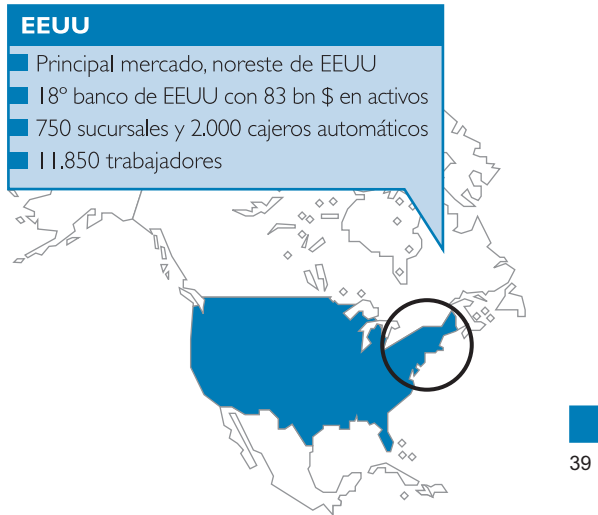 EEUU
Principal mercado, noreste de EEUU
18º banco de EEUU con 83 bn $ en activos
750 sucursales y 2.000 cajeros automáticos
11.850 trabajadores
39